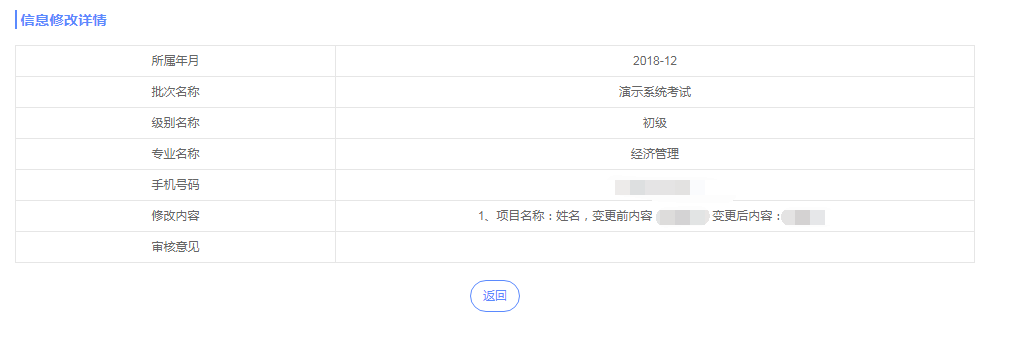 信息修改详情
所属年月 2018-12
批次名称 演示系统考试
级别名称 初级
专业名称 经济管理
手机号码
修改内容 1、项目名称：姓名，变更前内容 变更后内容：
审核意见
返回